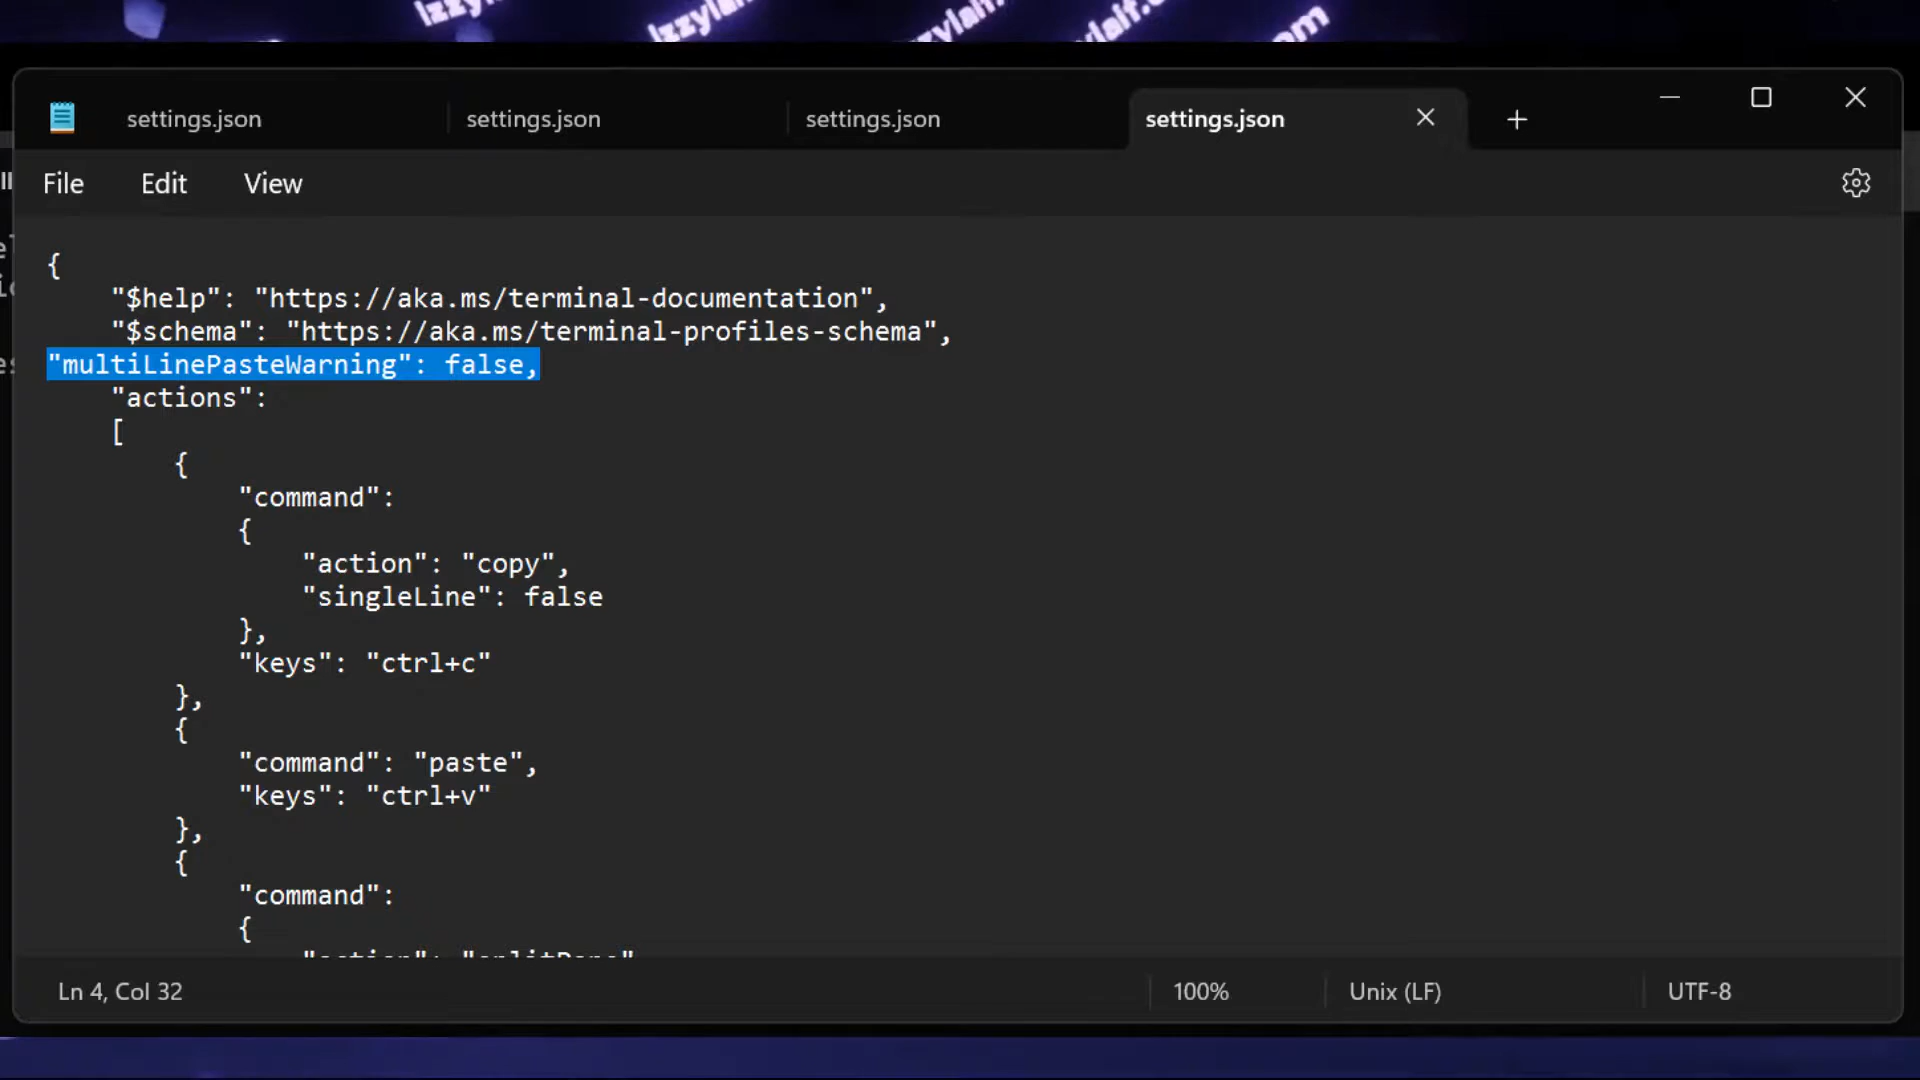 settings.json settings.json settings.json settings.json
File Edit View
{
"$help": "https://aka.ms/terminal-documentation",
"$schema": "https://aka.ms/terminal-profiles-schema",
"multiLinePasteWarning": false,
"actions":
[
{
"command":
{
"action": "copy",
"singleLine": false
},
"keys": "ctrl+c"
},
{
"command": "paste",
"keys": "ctrl+v"
},
{
"command":
{
"action": "splitPane"
Ln 4, Col 32 100% Unix (LF) UTF-8